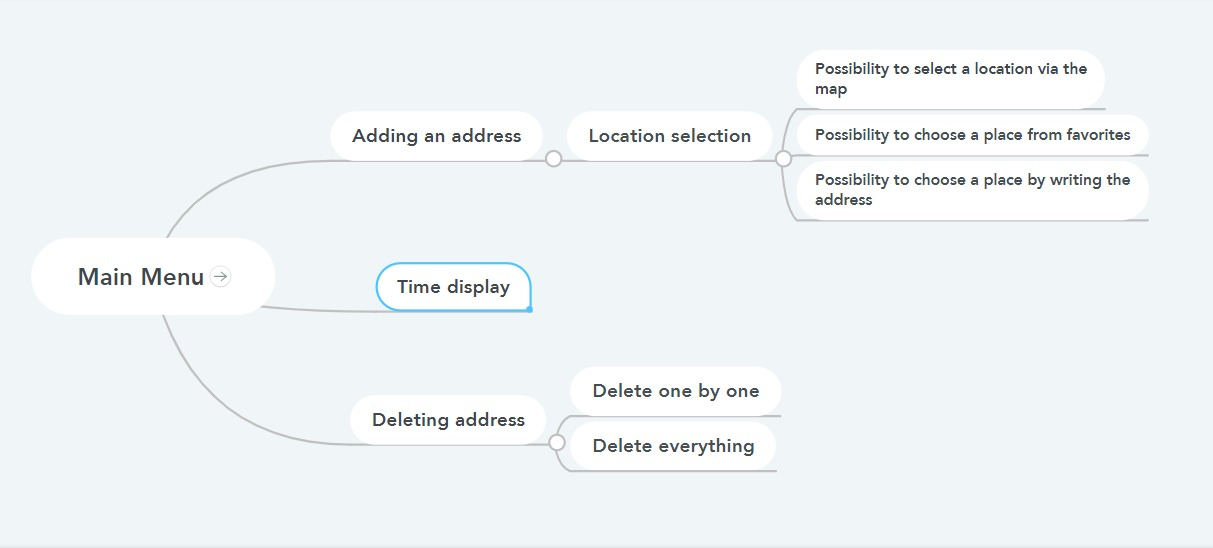 Possibility to select a location via the
map
Adding an address
Location selection
Possibility to choose a place from favorites
Possibility to choose a place by writing the
address
Main Menu
Time display
Delete one by one
Deleting address
Delete everything